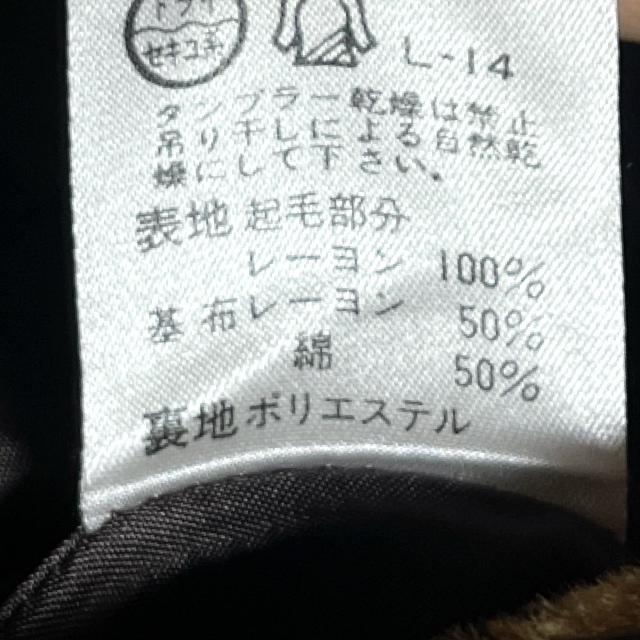 ドライ
セキユ系
L-14
タンブラー乾燥は禁止
吊り干しによる自然乾
燥にして下さい。
表地 起毛部分
レーヨン 100%
基布 レーヨン 50%
綿 50%
裏地 ポリエステル